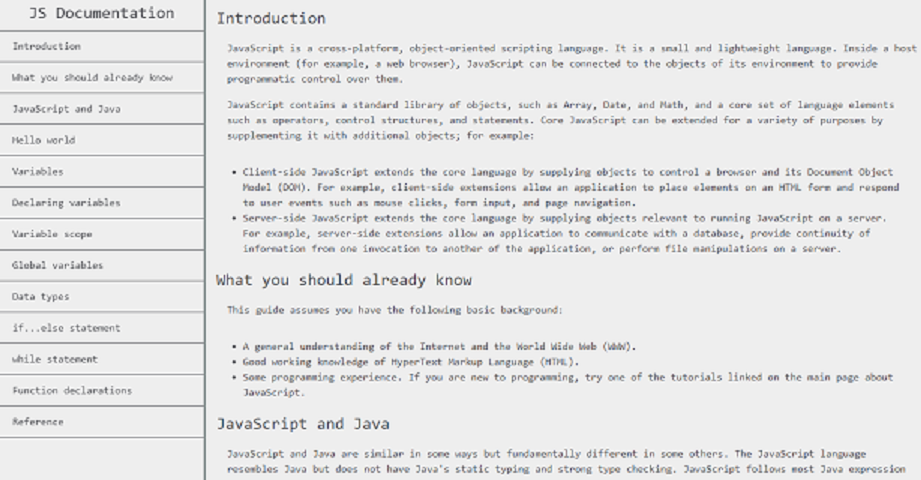 JS Documentation
Introduction
What you should already know
JavaScript and Java
Hello world
Variables
Declaring variables
Variable scope
Global variables
Data types
if...else statement
while statement
Function declarations
Reference
Introduction
JavaScript is a cross-platform, object-oriented scripting language. It is a small and lightweight language. Inside a host
environment (for example, a web browser), JavaScript can be connected to the objects of its environment to provide
programmatic control over them.
JavaScript contains a standard library of objects, such as Array, Date, and Math, and a core set of language elements
such as operators, control structures, and statements. Core JavaScript can be extended for a variety of purposes by
supplementing it with additional objects; for example:
• Client-side JavaScript extends the core language by supplying objects to control a browser and its Document Object
Model (DOM). For example, client-side extensions allow an application to place elements on an HTML form and respond
to user events such as mouse clicks, form input, and page navigation.
• Server-side JavaScript extends the core language by supplying objects relevant to running JavaScript on a server.
For example, server-side extensions allow an application to communicate with a database, provide continuity of
information from one invocation to another of the application, or perform file manipulations on a server.
What you should already know
This guide assumes you have the following basic background:
• A general understanding of the Internet and the World Wide Web (WWW).
• Good working knowledge of HyperText Markup Language (HTML).
• Some programming experience. If you are new to programming, try one of the tutorials linked on the main page about
JavaScript.
JavaScript and Java
JavaScript and Java are similar in some ways but fundamentally different in some others. The JavaScript language
resembles Java but does not have Java's static typing and strong type checking. JavaScript follows most Java expression